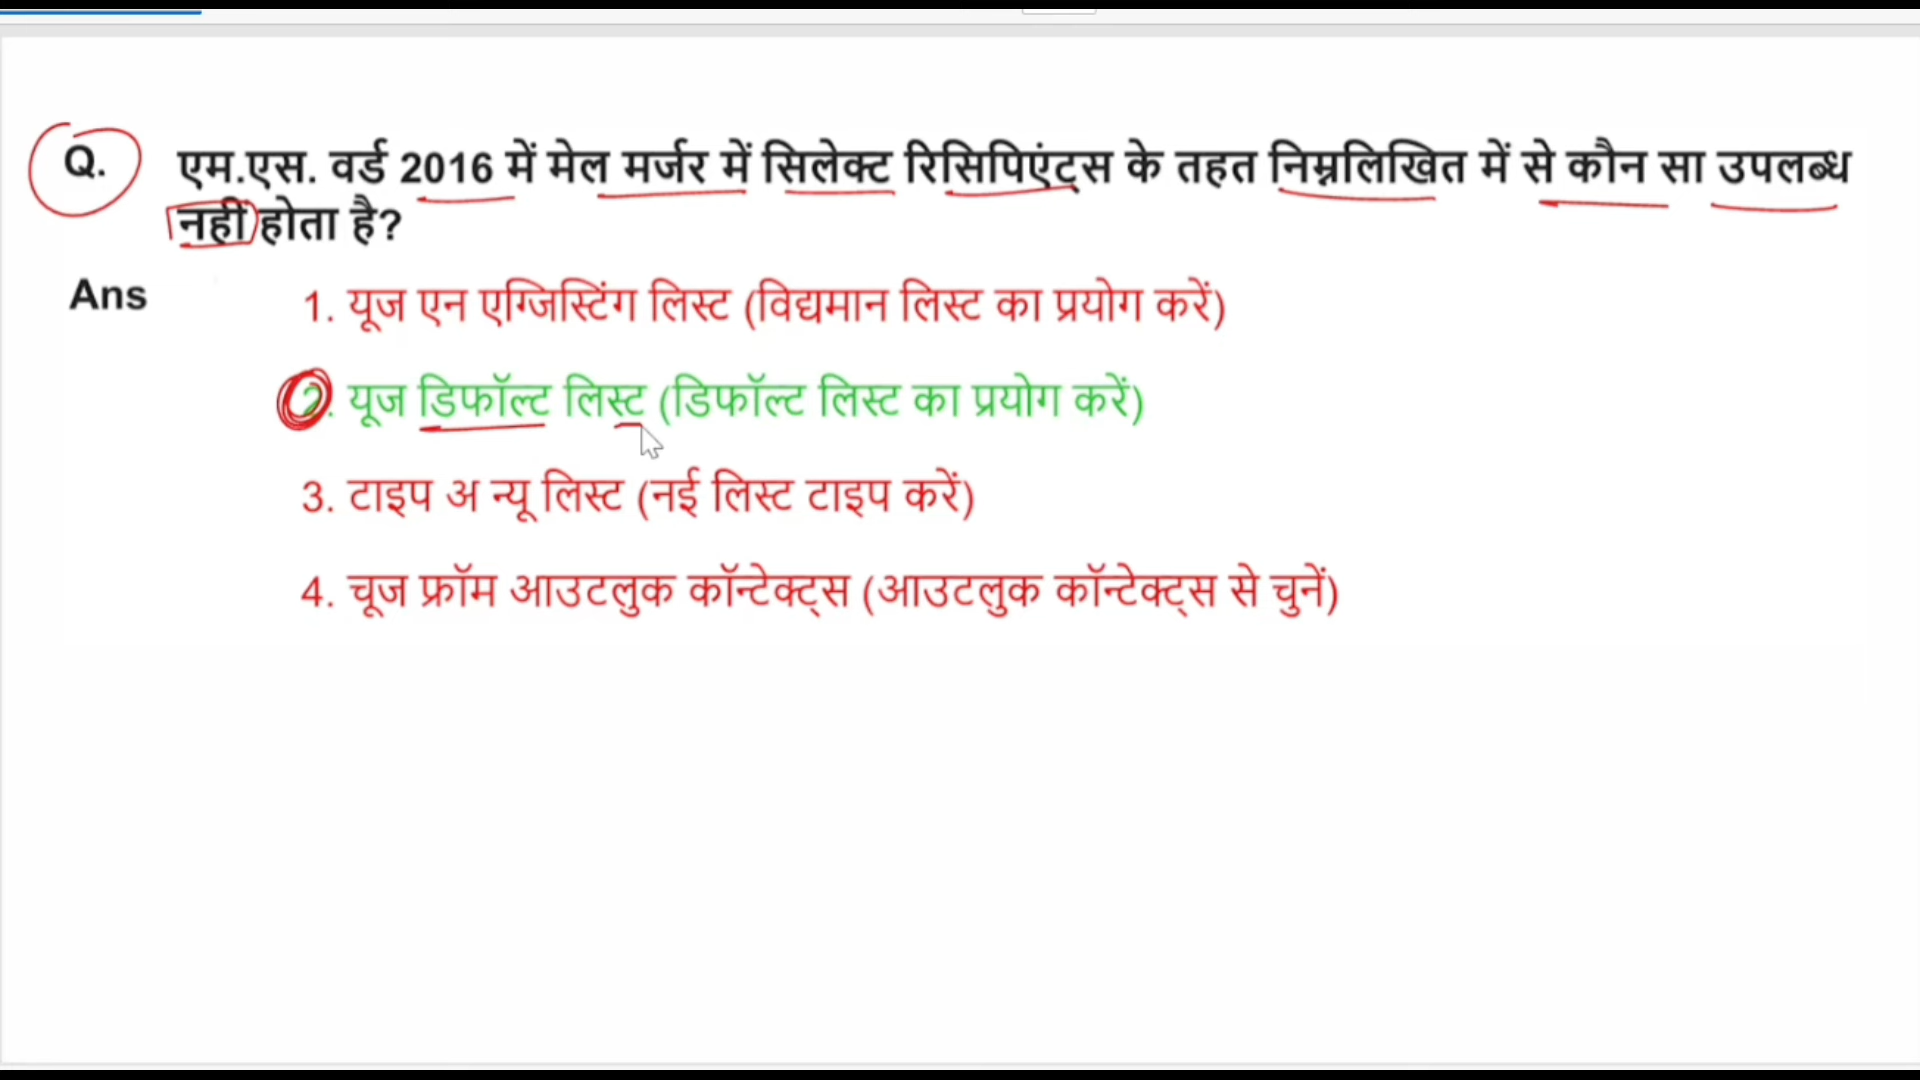 Q. एम.एस. वर्ड 2016 में मेल मर्जर में सिलेक्ट रिसिपिएंट्स के तहत निम्नलिखित में से कौन सा उपलब्ध
नहीं होता है?
Ans 1. यूज एन एग्जिस्टिंग लिस्ट (विद्यमान लिस्ट का प्रयोग करें)
2. यूज डिफॉल्ट लिस्ट (डिफॉल्ट लिस्ट का प्रयोग करें)
3. टाइप अ न्यू लिस्ट (नई लिस्ट टाइप करें)
4. चूज फ्रॉम आउटलुक कॉन्टेक्ट्स (आउटलुक कॉन्टेक्ट्स से चुनें)